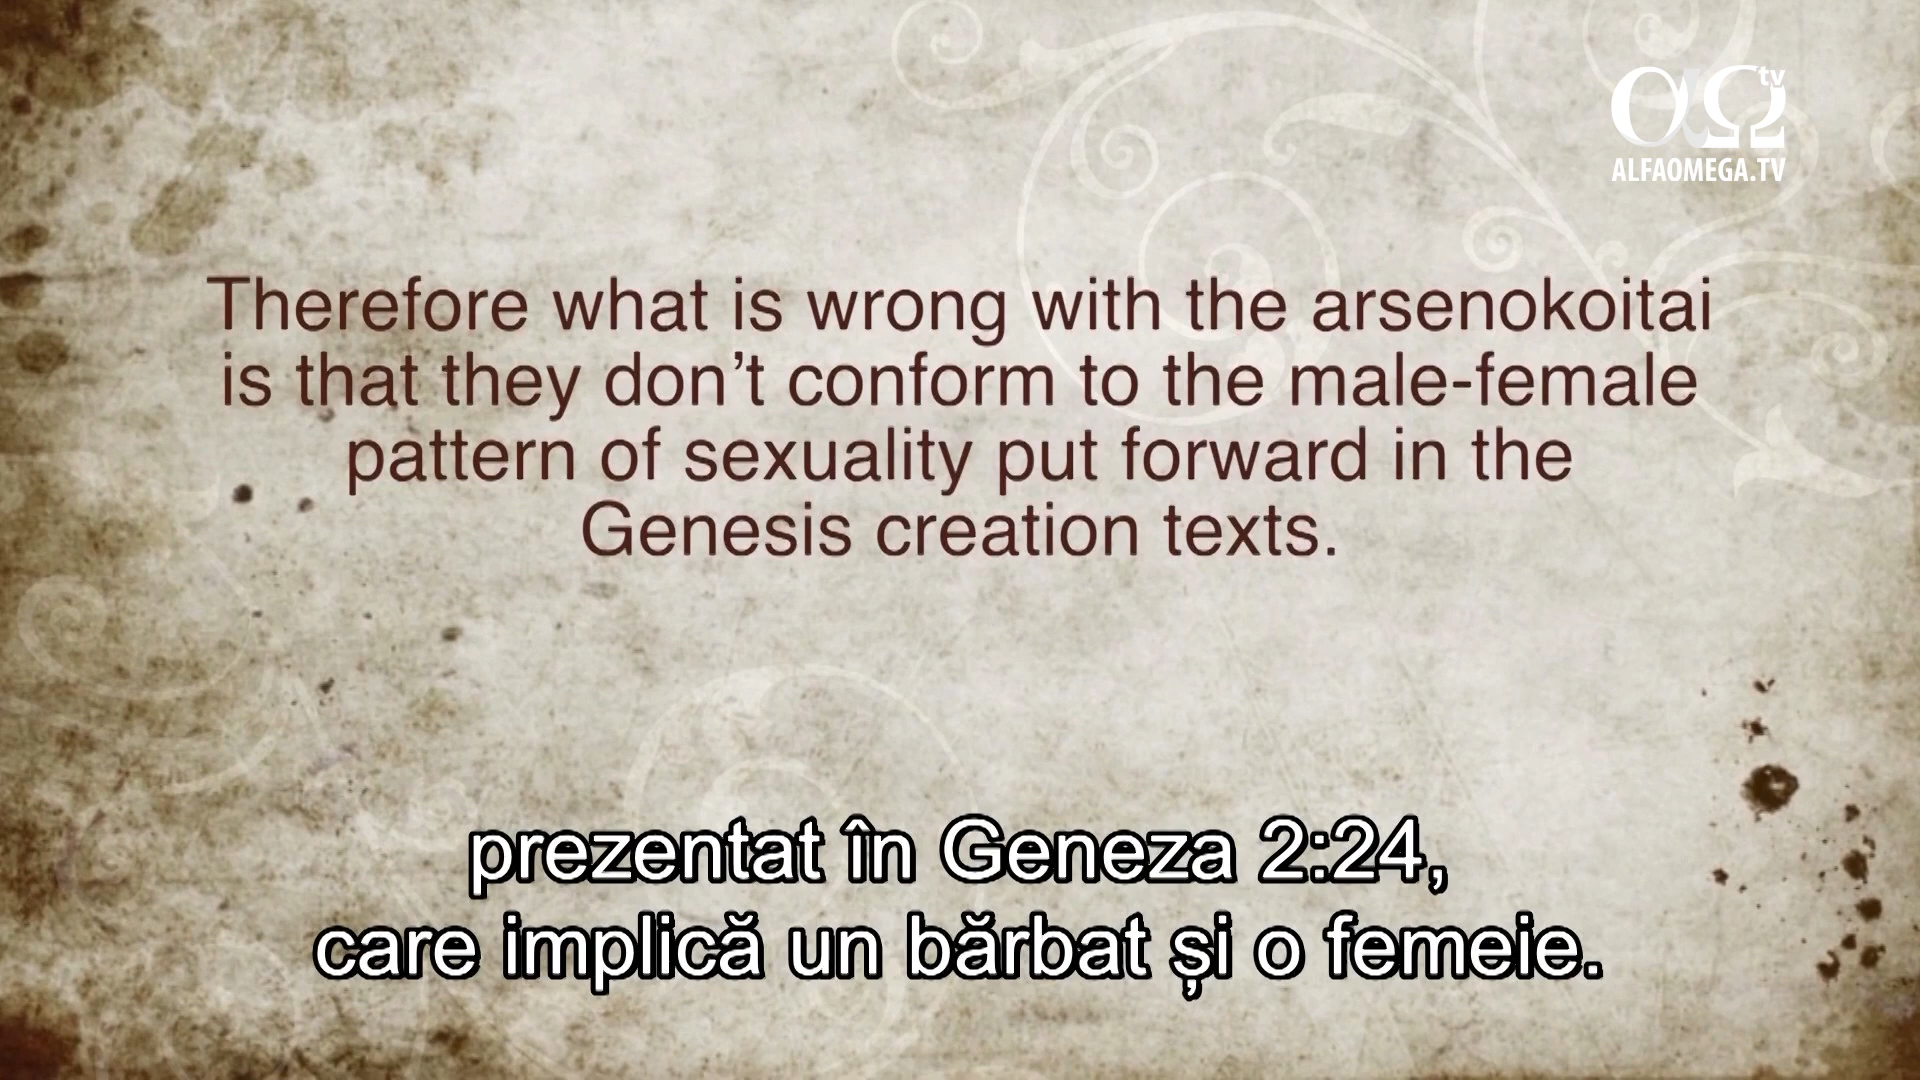 tv
αΩ
ALFAOMEGA.TV
Therefore what is wrong with the arsenokoitai
is that they don’t conform to the male-female
pattern of sexuality put forward in the
Genesis creation texts.
prezentat în Geneza 2:24,
care implică un bărbat și o femeie.